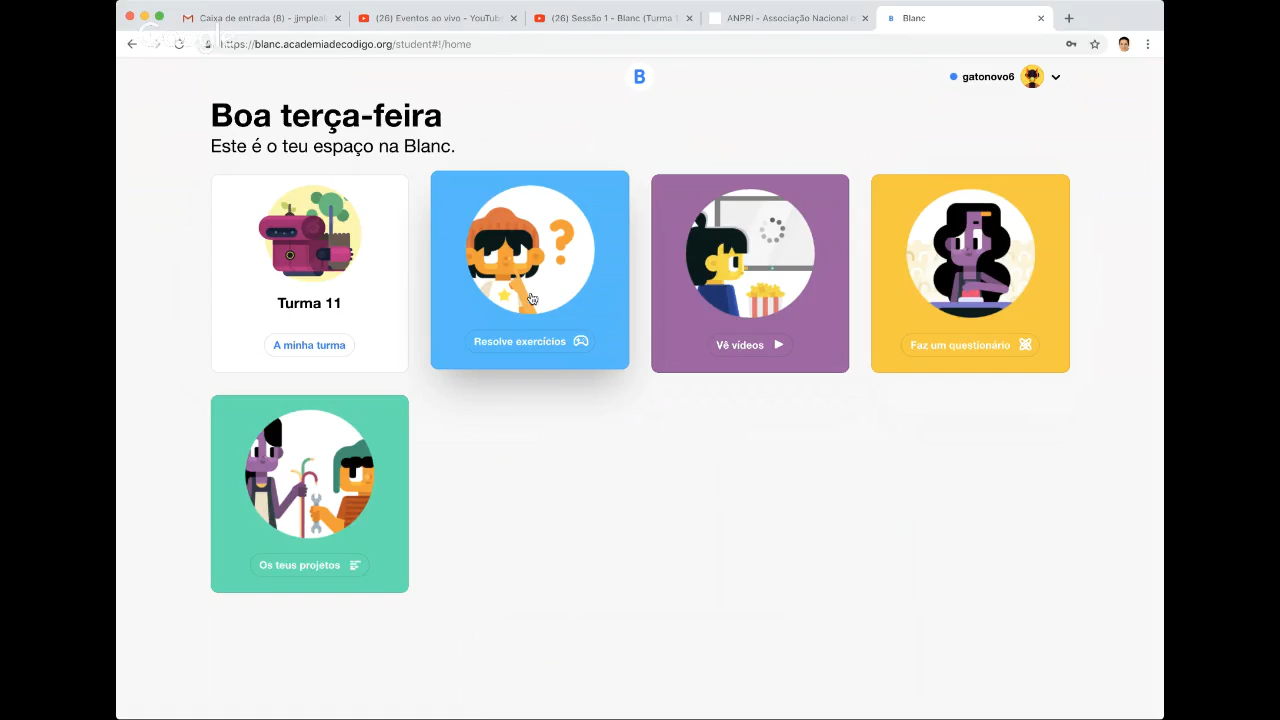 Caixa de entrada (8) - jjmpleal
(26) Eventos ao vivo - YouTub
(26) Sessão 1 - Blanc (Turma 1
ANPRI - Associação Nacional d
Blanc
Google
https://blanc.academiadecodigo.org/student#!/home
B
gatonovo6
Boa terça-feira
Este é o teu espaço na Blanc.
Turma 11
A minha turma
Resolve exercícios
Vê vídeos
Faz um questionário
Os teus projetos